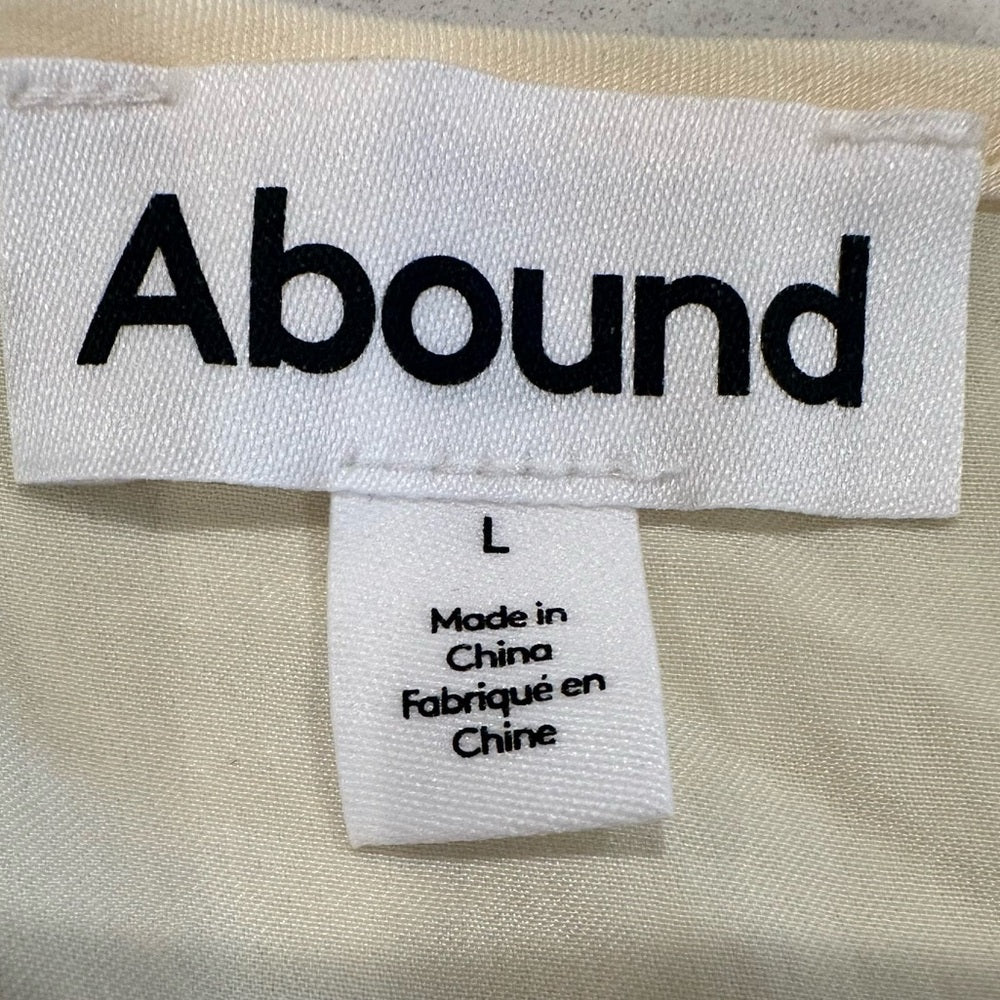 Abound
L
Made in
China
Fabriqué en
Chine